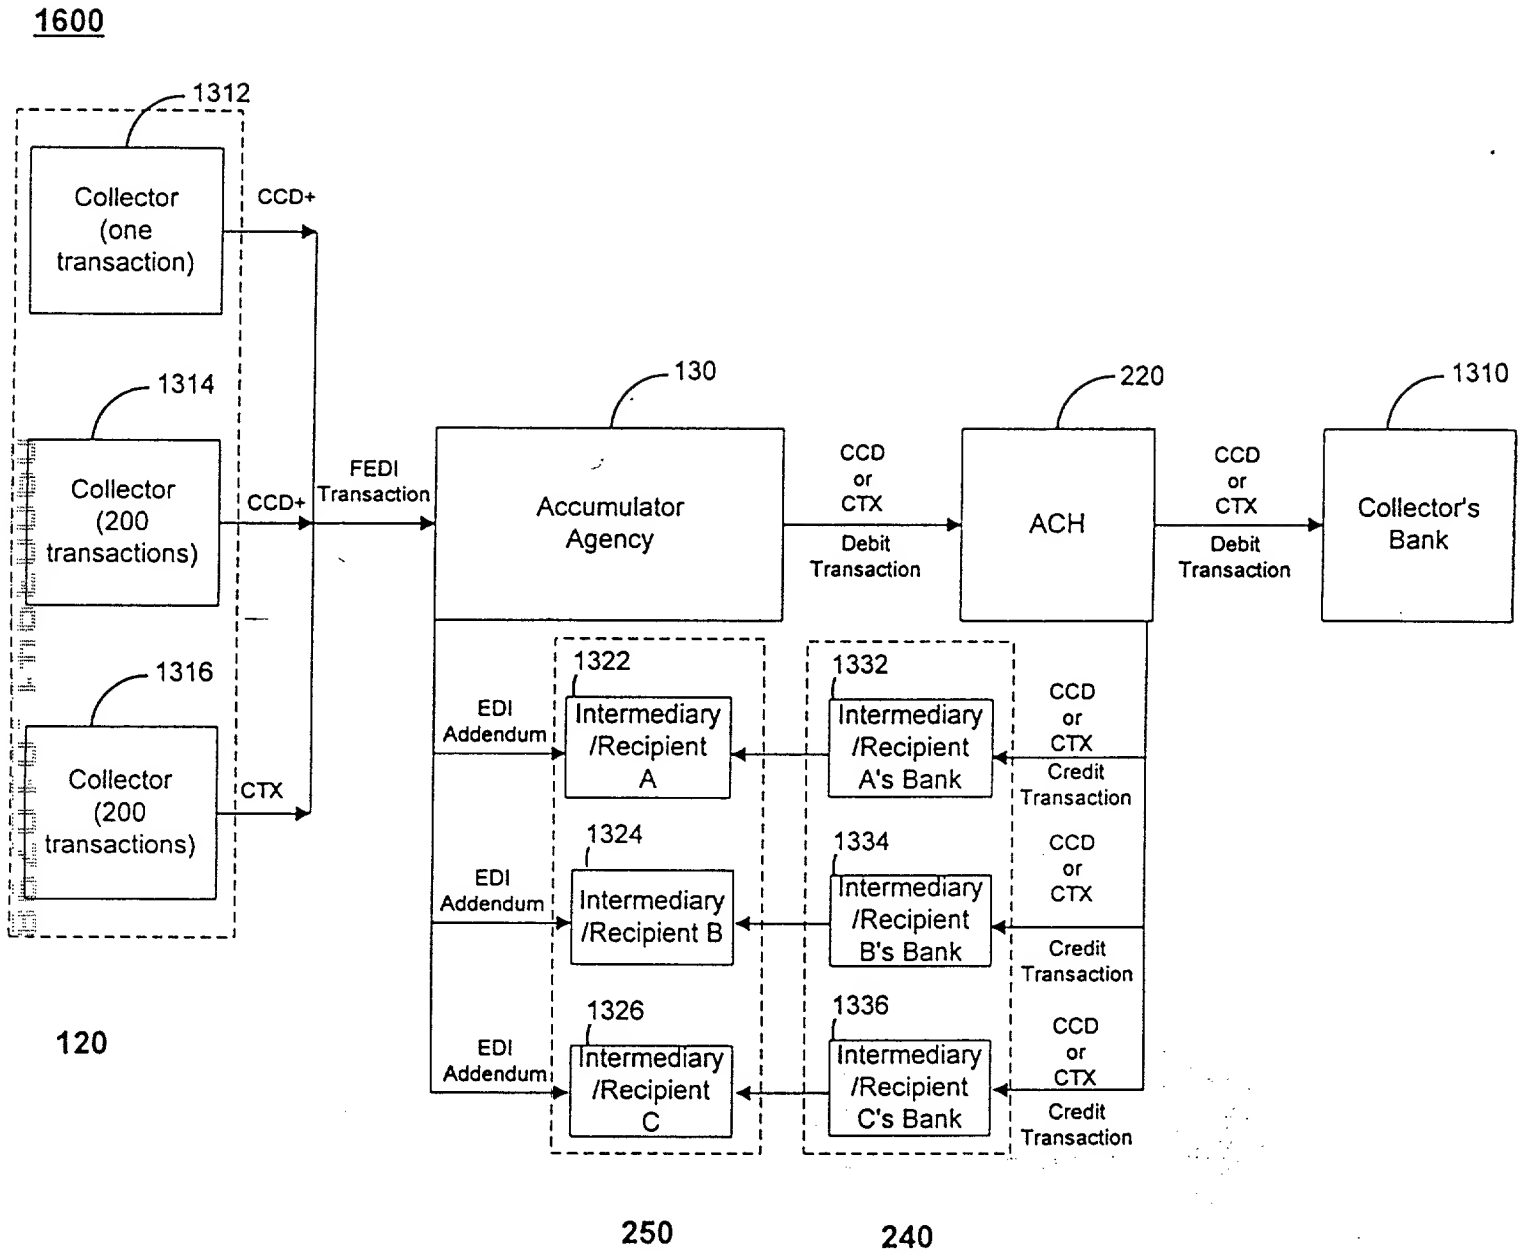 1600
1312
Collector
(one
transaction)
CCD+
1314
Collector
(200
transactions)
CCD+
FEDI
Transaction
1316
Collector
(200
transactions)
CTX
120
130
Accumulator
Agency
CCD
or
CTX
Debit
Transaction
220
ACH
CCD
or
CTX
Debit
Transaction
1310
Collector's
Bank
EDI
Addendum
1322
Intermediary
/Recipient
A
1332
Intermediary
/Recipient
A's Bank
CCD
or
CTX
Credit
Transaction
EDI
Addendum
1324
Intermediary
/Recipient B
1334
Intermediary
/Recipient
B's Bank
CCD
or
CTX
Credit
Transaction
EDI
Addendum
1326
Intermediary
/Recipient
C
1336
Intermediary
/Recipient
C's Bank
CCD
or
CTX
Credit
Transaction
250
240